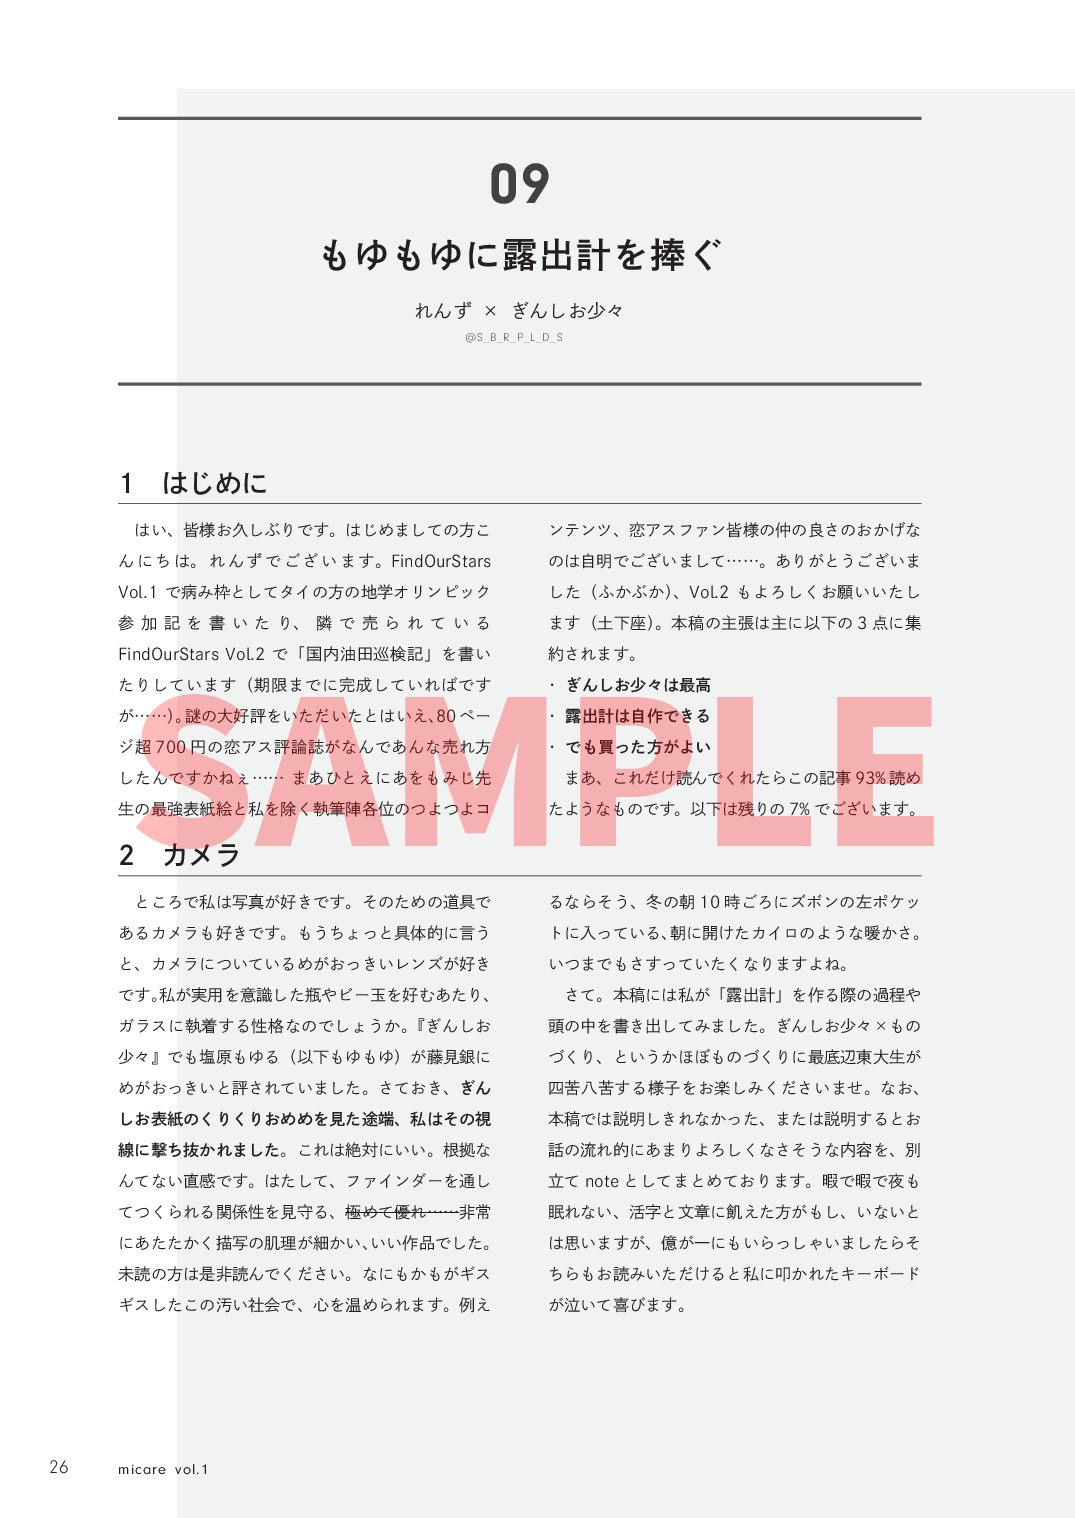 09
もゆもゆに露出計を捧ぐ
れんず × ぎんしお少々
@S_B_R_P_L_D_S
1 はじめに
はい、皆様お久しぶりです。はじめましての方こ
んにちは。れんずでございます。FindOurStars
Vol.1 で病み枠としてタイの方の地学オリンピック
参加記を書いたり、隣で売られている
FindOurStars Vol.2 で「国内油田巡検記」を書い
たりしています（期限までに完成していればです
が……）。謎の大好評をいただいたとはいえ、80 ペー
ジ超 700 円の恋アス評論誌がなんであんな売れ方
したんですかねぇ…… まあひとえにあをもみじ先
生の最強表紙絵と私を除く執筆陣各位のつよつよコ
ンテンツ、恋アスファン皆様の仲の良さのおかげな
のは自明でございまして……。ありがとうございま
した（ふかぶか）、Vol.2 もよろしくお願いいたし
ます（土下座）。本稿の主張は主に以下の 3 点に集
約されます。
・ ぎんしお少々は最高
・ 露出計は自作できる
・ でも買った方がよい
まあ、これだけ読んでくれたらこの記事 93% 読め
たようなものです。以下は残りの 7% でございます。
SAMPLE
2 カメラ
ところで私は写真が好きです。そのための道具で
あるカメラも好きです。もうちょっと具体的に言う
と、カメラについているめがおっきいレンズが好き
です。私が実用を意識した瓶やビー玉を好むあたり、
ガラスに執着する性格なのでしょうか。『ぎんしお
少々』でも塩原もゆる（以下もゆもゆ）が藤見銀に
めがおっきいと評されていました。さておき、ぎん
しお表紙のくりくりおめめを見た途端、私はその視
線に撃ち抜かれました。これは絶対にいい。根拠な
んてない直感です。はたして、ファインダーを通し
てつくられる関係性を見守る、極めて優れ……非常
にあたたかく描写の肌理が細かい、いい作品でした。
未読の方は是非読んでください。なにもかもがギス
ギスしたこの汚い社会で、心を温められます。例え
るならそう、冬の朝 10 時ごろにズボンの左ポケッ
トに入っている、朝に開けたカイロのような暖かさ。
いつまでもさすっていたくなりますよね。
さて。本稿には私が「露出計」を作る際の過程や
頭の中を書き出してみました。ぎんしお少々×もの
づくり、というかほぼものづくりに最底辺東大生が
四苦八苦する様子をお楽しみくださいませ。なお、
本稿では説明しきれなかった、または説明するとお
話の流れ的にあまりよろしくなさそうな内容を、別
立て note としてまとめております。暇で暇で夜も
眠れない、活字と文章に飢えた方がもし、いないと
は思いますが、億が一にもいらっしゃいましたらそ
ちらもお読みいただけると私に叩かれたキーボード
が泣いて喜びます。
26
micare vol.1